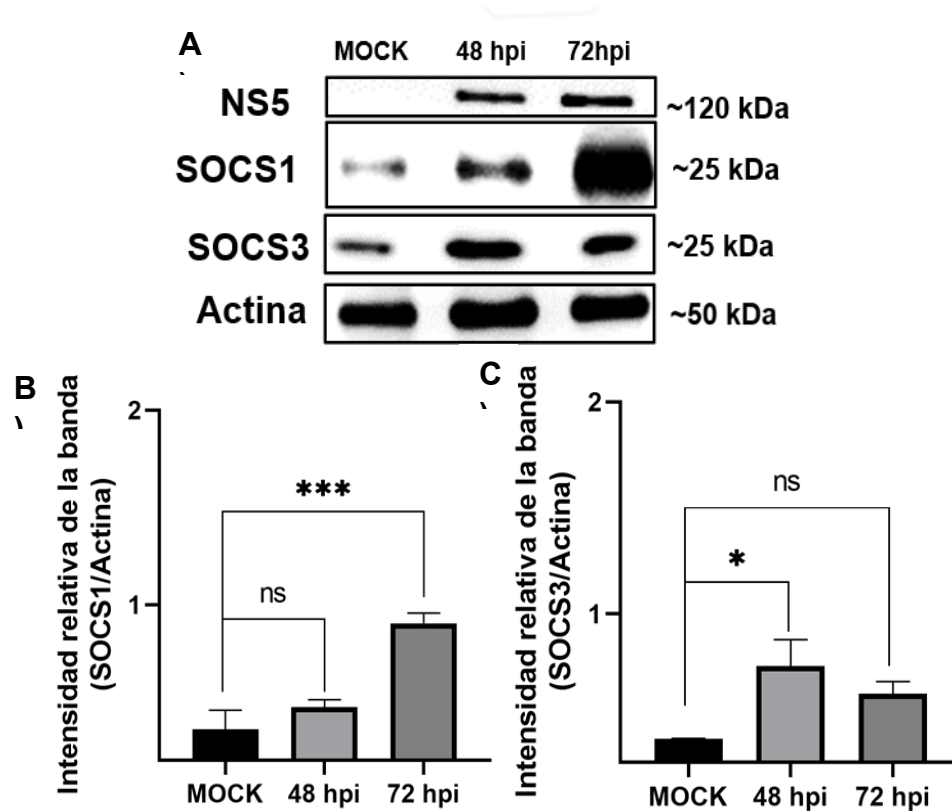 A)
MOCK 48 hpi 72hpi
NS5 ~120 kDa
SOCS1 ~25 kDa
SOCS3 ~25 kDa
Actina ~50 kDa
B)
Intensidad relativa de la banda
(SOCS1/Actina)
2
***
ns
1
MOCK 48 hpi 72 hpi
C)
Intensidad relativa de la banda
(SOCS3/Actina)
2
ns
*
1
MOCK 48 hpi 72 hpi